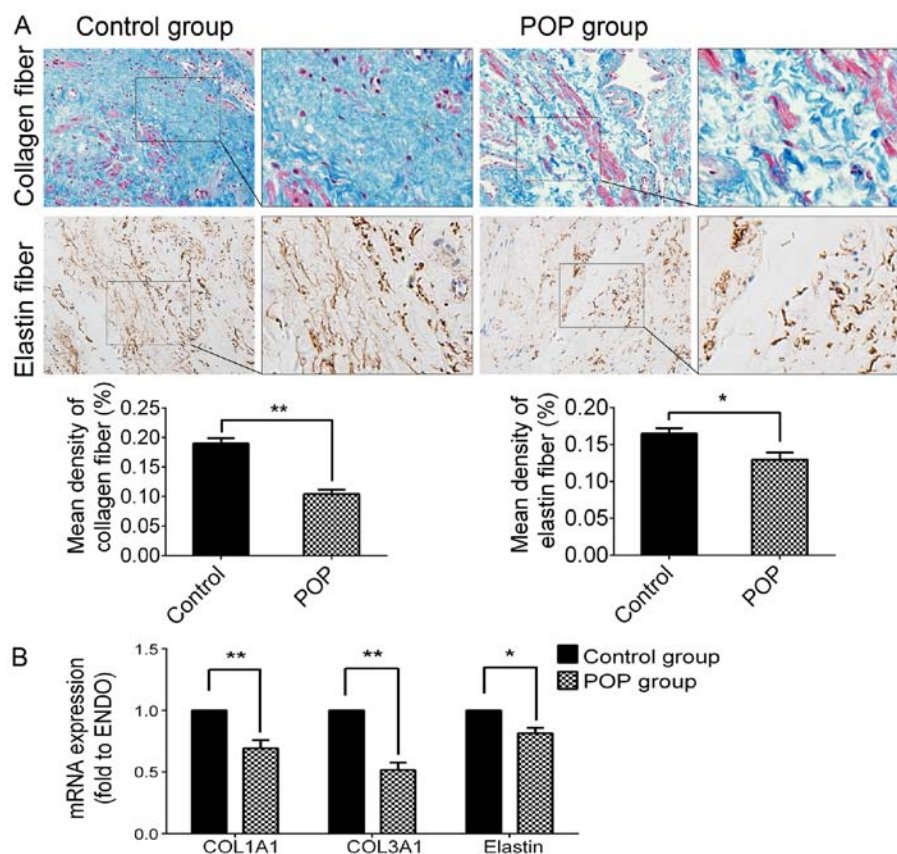 A
Control group
POP group
Collagen fiber
Elastin fiber
Mean density of
collagen fiber (%)
0.25
0.20
0.15
0.10
0.05
0.00
**
Control
POP
Mean density of
elastin fiber (%)
0.20
0.15
0.10
0.05
0.00
*
Control
POP
B
mRNA expression
(fold to ENDO)
1.5
1.0
0.5
0.0
**
**
*
COL1A1
COL3A1
Elastin
Control group
POP group